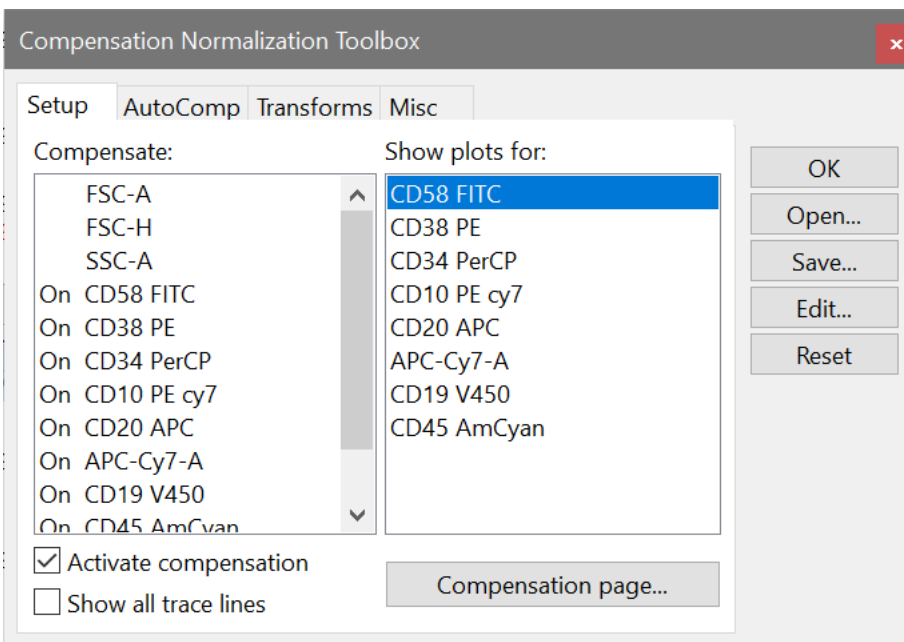 Compensation Normalization Toolbox
x
Setup AutoComp Transforms Misc
Compensate:
FSC-A
FSC-H
SSC-A
On CD58 FITC
On CD38 PE
On CD34 PerCP
On CD10 PE cy7
On CD20 APC
On APC-Cy7-A
On CD19 V450
On CD45 AmCyan
Activate compensation
Show all trace lines
Show plots for:
CD58 FITC
CD38 PE
CD34 PerCP
CD10 PE cy7
CD20 APC
APC-Cy7-A
CD19 V450
CD45 AmCyan
Compensation page...
OK
Open...
Save...
Edit...
Reset